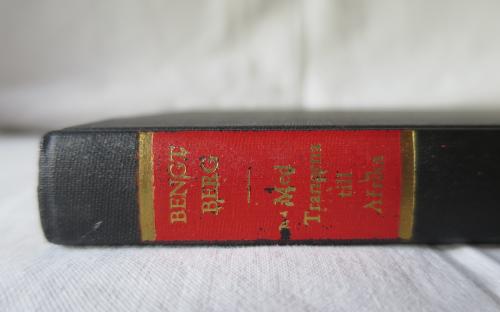 BENGT
BERG
Med
Tranorna
till
Afrika